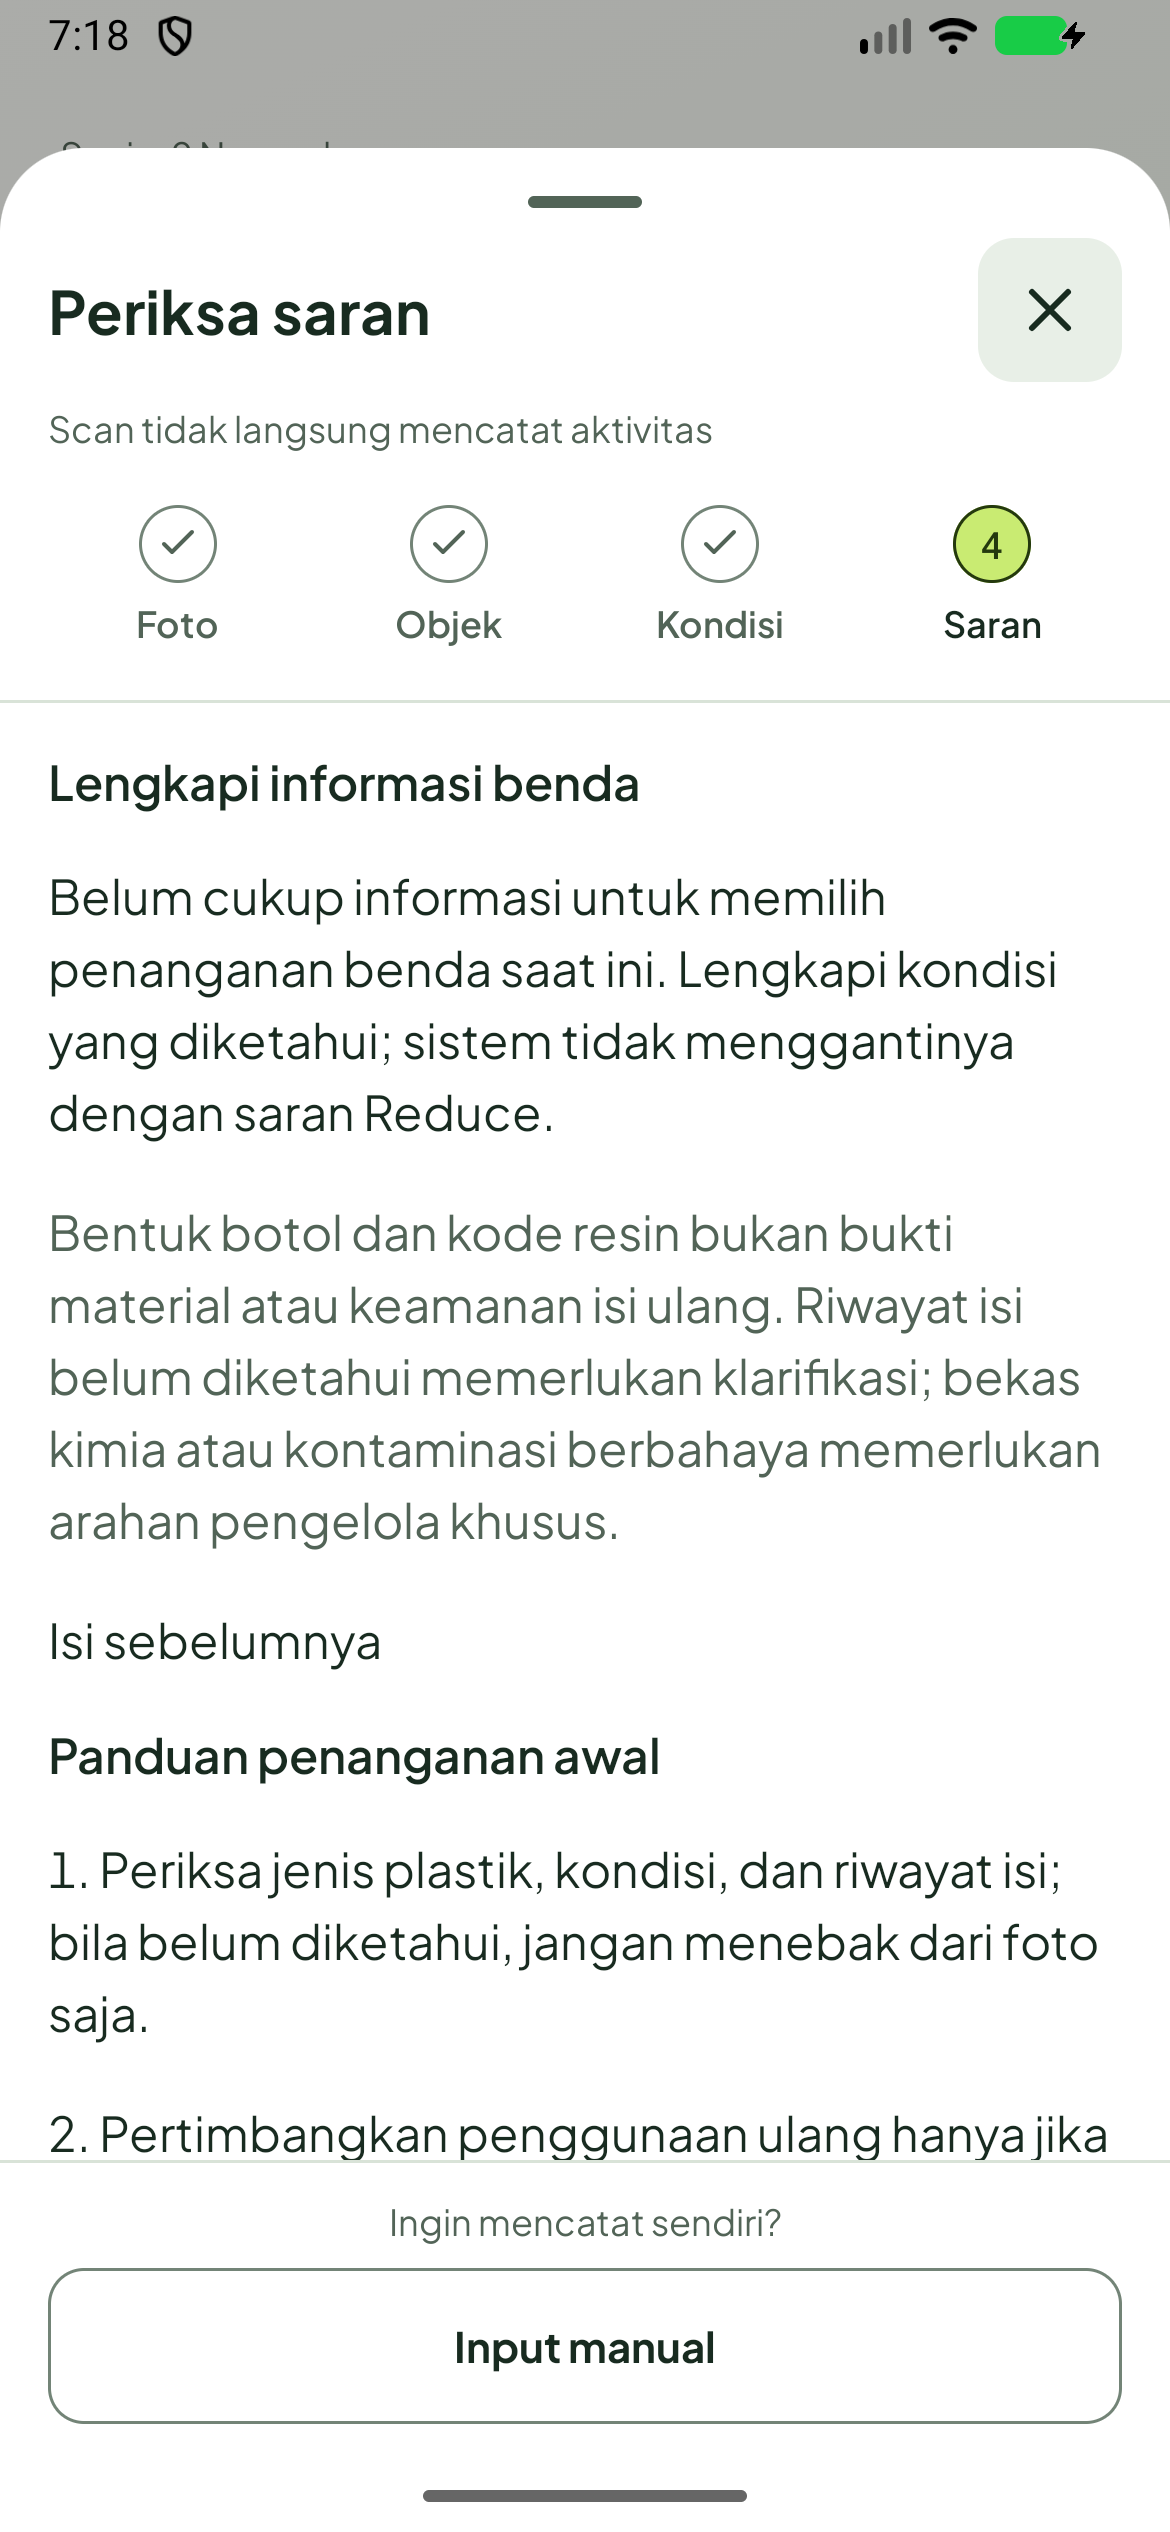 7:18
Periksa saran
Scan tidak langsung mencatat aktivitas
Foto
Objek
Kondisi
4
Saran
Lengkapi informasi benda
Belum cukup informasi untuk memilih
penanganan benda saat ini. Lengkapi kondisi
yang diketahui; sistem tidak menggantinya
dengan saran Reduce.
Bentuk botol dan kode resin bukan bukti
material atau keamanan isi ulang. Riwayat isi
belum diketahui memerlukan klarifikasi; bekas
kimia atau kontaminasi berbahaya memerlukan
arahan pengelola khusus.
Isi sebelumnya
Panduan penanganan awal
1. Periksa jenis plastik, kondisi, dan riwayat isi;
bila belum diketahui, jangan menebak dari foto
saja.
2. Pertimbangkan penggunaan ulang hanya jika
Ingin mencatat sendiri?
Input manual